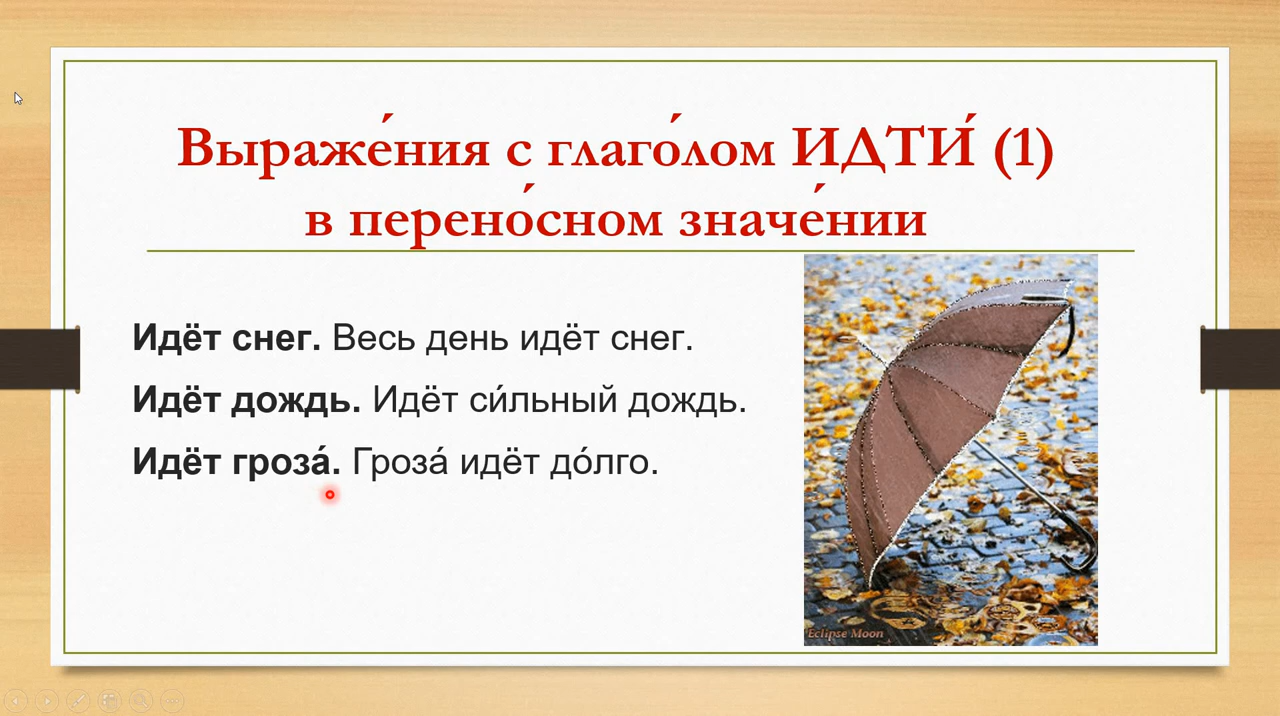 Выраже́ния с глаго́лом ИДТИ́ (1)
в перено́сном значе́нии
Идёт снег. Весь день идёт снег.
Идёт дождь. Идёт си́льный дождь.
Идёт гроза́. Гроза́ идёт до́лго.
Eclipse Moon